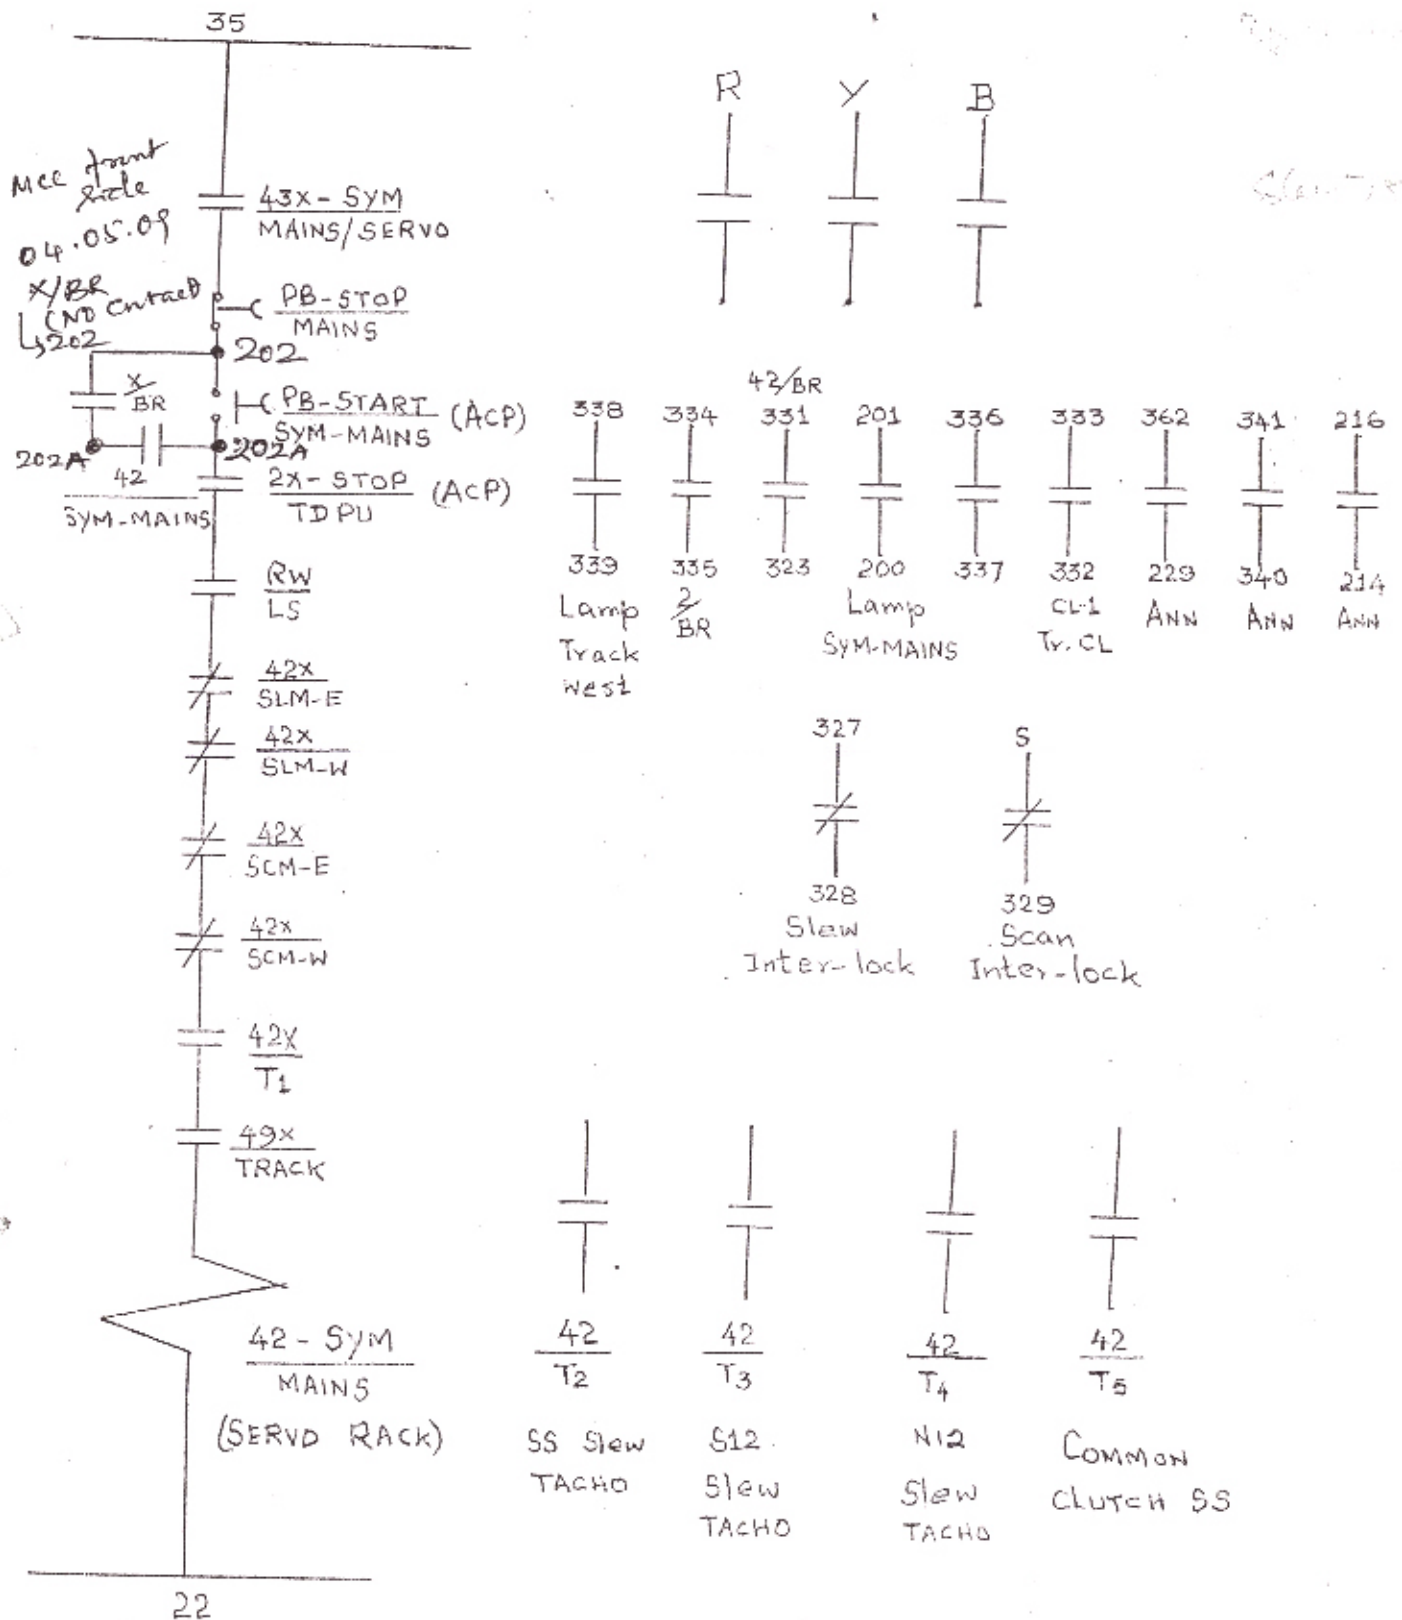 35
R Y B
MCC front
side
04.05.09
X/BR
(NO Contact)
202
43X - SYM
MAINS/SERVO
PB-STOP
MAINS
202
X
BR
PB-START (ACP)
SYM-MAINS
202A
202A
42
SYM-MAINS
2X - STOP (ACP)
TDPU
RW
LS
42X
SLM-E
42X
SLM-W
42X
SCM-E
42X
SCM-W
42X
T1
49X
TRACK
42 - SYM
MAINS
(SERVO RACK)
22
42/BR
338 334 331 201 336 333 362 341 216
339 335 323 200 337 332 229 340 214
Lamp
Track
West
2
BR
Lamp
SYM-MAINS
CL-1
Tr. CL
ANN
ANN
ANN
327
328
Slew
Inter-lock
S
329
Scan
Inter-lock
42
T2
SS Slew
TACHO
42
T3
S12
Slew
TACHO
42
T4
N12
Slew
TACHO
42
T5
COMMON
CLUTCH SS